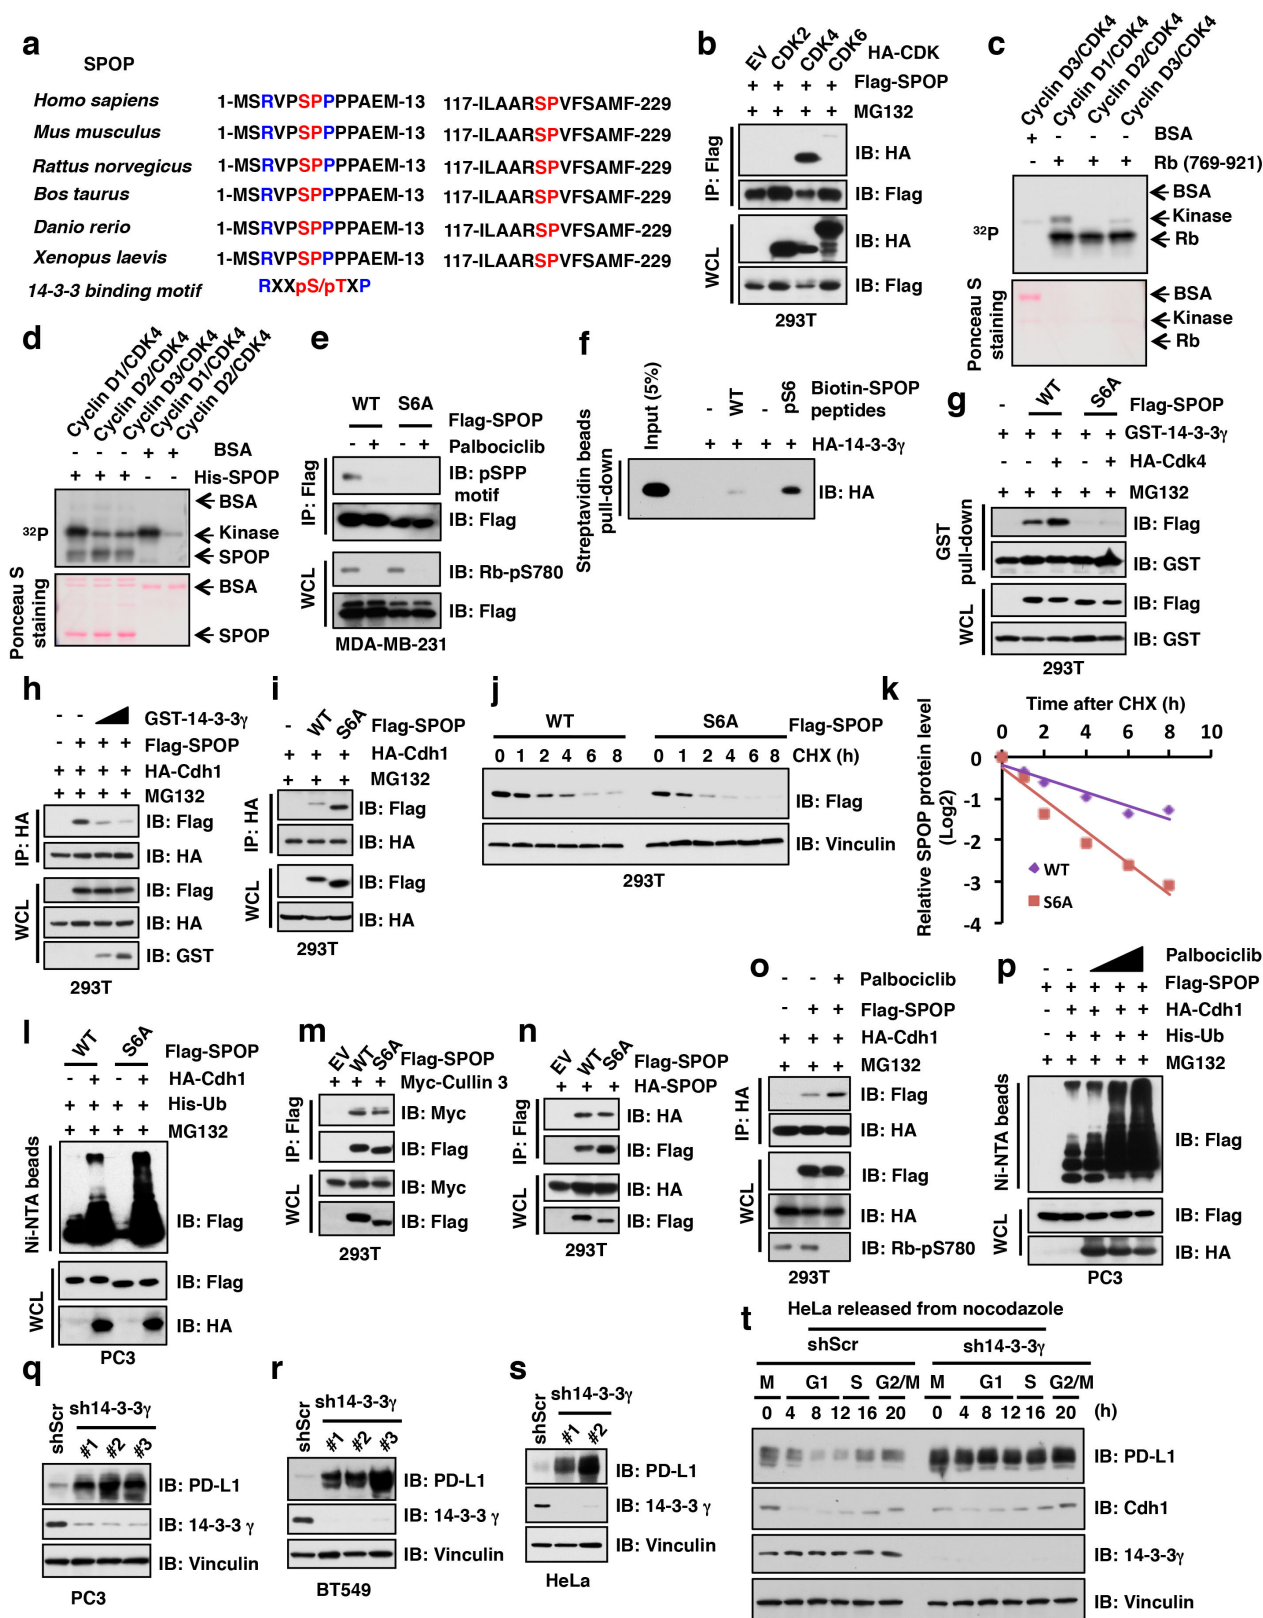 a
SPOP
Homo sapiens 1-MSRVPSPPPPAEM-13 117-ILAARSPVFSAMF-229
Mus musculus 1-MSRVPSPPPPAEM-13 117-ILAARSPVFSAMF-229
Rattus norvegicus 1-MSRVPSPPPPAEM-13 117-ILAARSPVFSAMF-229
Bos taurus 1-MSRVPSPPPPAEM-13 117-ILAARSPVFSAMF-229
Danio rerio 1-MSRVPSPPPPAEM-13 117-ILAARSPVFSAMF-229
Xenopus laevis 1-MSRVPSPPPPAEM-13 117-ILAARSPVFSAMF-229
14-3-3 binding motif RXXpS/pTXP
b
EV CDK2 CDK4 CDK6 HA-CDK
+ + + + Flag-SPOP
+ + + + MG132
IP: Flag
IB: HA
IB: Flag
WCL
IB: HA
IB: Flag
293T
c
Cyclin D3/CDK4 Cyclin D1/CDK4 Cyclin D2/CDK4 Cyclin D3/CDK4
+ - - - BSA
- + + + Rb (769-921)
32P
BSA
Kinase
Rb
Ponceau S
staining
BSA
Kinase
Rb
d
Cyclin D1/CDK4 Cyclin D2/CDK4 Cyclin D3/CDK4 Cyclin D1/CDK4 Cyclin D2/CDK4
- - - + + BSA
+ + + - - His-SPOP
32P
BSA
Kinase
SPOP
Ponceau S
staining
BSA
SPOP
e
WT S6A Flag-SPOP
- + - + Palbociclib
IP: Flag
IB: pSPP
motif
IB: Flag
WCL
IB: Rb-pS780
IB: Flag
MDA-MB-231
f
Input (5%) - WT - pS6 Biotin-SPOP
peptides
+ + + + HA-14-3-3γ
Streptavidin beads
pull-down
IB: HA
g
- WT S6A Flag-SPOP
+ + + + + GST-14-3-3γ
- - + - + HA-Cdk4
+ + + + + MG132
GST
pull-down
IB: Flag
IB: GST
WCL
IB: Flag
IB: GST
293T
h
- - GST-14-3-3γ
- + + + Flag-SPOP
+ + + + HA-Cdh1
+ + + + MG132
IP: HA
IB: Flag
IB: HA
WCL
IB: Flag
IB: HA
IB: GST
293T
i
- WT S6A Flag-SPOP
+ + + HA-Cdh1
+ + + MG132
IP: HA
IB: Flag
IB: HA
WCL
IB: Flag
IB: HA
293T
j
WT S6A Flag-SPOP
0 1 2 4 6 8 0 1 2 4 6 8 CHX (h)
IB: Flag
IB: Vinculin
293T
k
Time after CHX (h)
0 2 4 6 8 10
Relative SPOP protein level
(Log2)
0
-1
-2
-3
-4
WT
S6A
l
WT S6A Flag-SPOP
- + - + HA-Cdh1
+ + + + His-Ub
+ + + + MG132
Ni-NTA beads
IB: Flag
WCL
IB: Flag
IB: HA
PC3
m
EV WT S6A Flag-SPOP
+ + + Myc-Cullin 3
IP: Flag
IB: Myc
IB: Flag
WCL
IB: Myc
IB: Flag
293T
n
EV WT S6A Flag-SPOP
+ + + HA-SPOP
IP: Flag
IB: HA
IB: Flag
WCL
IB: HA
IB: Flag
293T
o
- - + Palbociclib
- + + Flag-SPOP
+ + + HA-Cdh1
+ + + MG132
IP: HA
IB: Flag
IB: HA
WCL
IB: Flag
IB: HA
IB: Rb-pS780
293T
p
- - Palbociclib
+ + + + + Flag-SPOP
- + + + + HA-Cdh1
- + + + + His-Ub
+ + + + + MG132
Ni-NTA beads
IB: Flag
WCL
IB: Flag
IB: HA
PC3
q
shScr sh14-3-3γ
#1 #2 #3
IB: PD-L1
IB: 14-3-3 γ
IB: Vinculin
PC3
r
shScr sh14-3-3γ
#1 #2 #3
IB: PD-L1
IB: 14-3-3 γ
IB: Vinculin
BT549
s
shScr sh14-3-3γ
#1 #2
IB: PD-L1
IB: 14-3-3 γ
IB: Vinculin
HeLa
t
HeLa released from nocodazole
shScr sh14-3-3γ
M G1 S G2/M M G1 S G2/M
0 4 8 12 16 20 0 4 8 12 16 20 (h)
IB: PD-L1
IB: Cdh1
IB: 14-3-3γ
IB: Vinculin